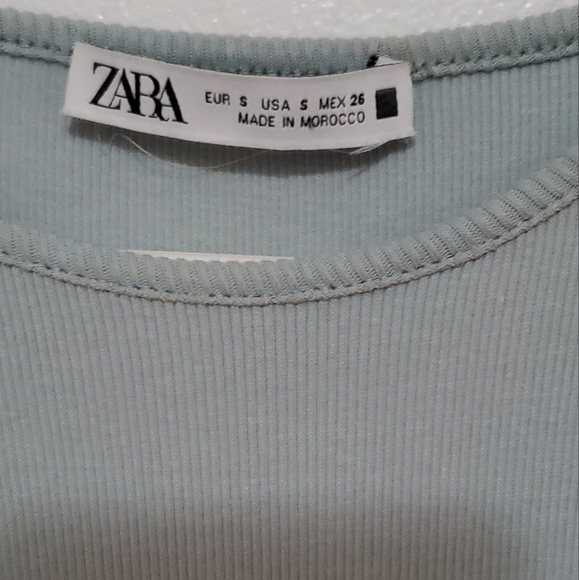 ZARA
EUR S USA S MEX 26
MADE IN MOROCCO